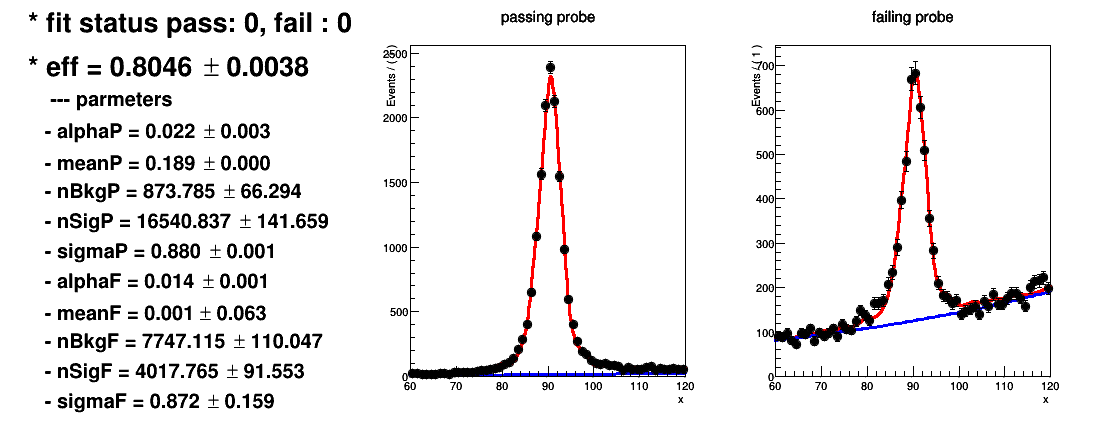 * fit status pass: 0, fail : 0
* eff = 0.8046 ± 0.0038
--- parmeters
- alphaP = 0.022 ± 0.003
- meanP = 0.189 ± 0.000
- nBkgP = 873.785 ± 66.294
- nSigP = 16540.837 ± 141.659
- sigmaP = 0.880 ± 0.001
- alphaF = 0.014 ± 0.001
- meanF = 0.001 ± 0.063
- nBkgF = 7747.115 ± 110.047
- nSigF = 4017.765 ± 91.553
- sigmaF = 0.872 ± 0.159
passing probe
Events / (
2500
2000
1500
1000
500
0
60 70 80 90 100 110 120
x
failing probe
Events / ( 1 )
700
600
500
400
300
200
100
0
60 70 80 90 100 110 120
x